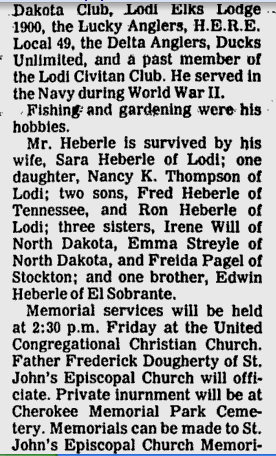 Dakota Club, Lodi Elks Lodge
1900, the Lucky Anglers, H.E.R.E.
Local 49, the Delta Anglers, Ducks
Unlimited, and a past member of
the Lodi Civitan Club. He served in
the Navy during World War II.
Fishing and gardening were his
hobbies.
Mr. Heberle is survived by his
wife, Sara Heberle of Lodi; one
daughter, Nancy K. Thompson of
Lodi; two sons, Fred Heberle of
Tennessee, and Ron Heberle of
Lodi; three sisters, Irene Will of
North Dakota, Emma Streyle of
North Dakota, and Freida Pagel of
Stockton; and one brother, Edwin
Heberle of El Sobrante.
Memorial services will be held
at 2:30 p.m. Friday at the United
Congregational Christian Church.
Father Frederick Dougherty of St.
John's Episcopal Church will offi-
ciate. Private inurnment will be at
Cherokee Memorial Park Ceme-
tery. Memorials can be made to St.
John's Episcopal Church Memori-